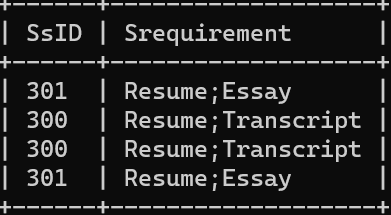 +------+---------------------+
| SsID | Srequirement        |
+------+---------------------+
| 301  | Resume;Essay        |
| 300  | Resume;Transcript   |
| 300  | Resume;Transcript   |
| 301  | Resume;Essay        |
+------+---------------------+